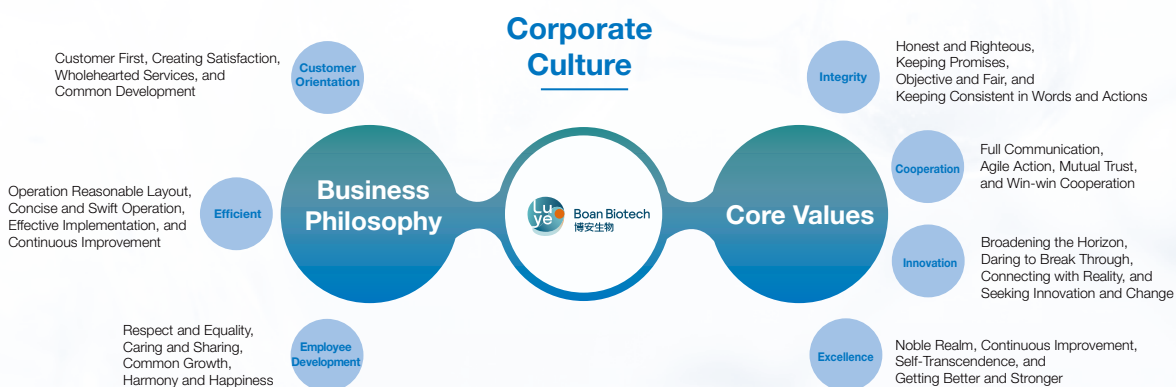 Corporate
Culture
Customer First, Creating Satisfaction,
Wholehearted Services, and
Common Development
Customer
Orientation
Operation Reasonable Layout,
Concise and Swift Operation,
Effective Implementation, and
Continuous Improvement
Efficient
Respect and Equality,
Caring and Sharing,
Common Growth,
Harmony and Happiness
Employee
Development
Business
Philosophy
Lu
ye
Boan Biotech
博安生物
Core Values
Integrity
Honest and Righteous,
Keeping Promises,
Objective and Fair, and
Keeping Consistent in Words and Actions
Cooperation
Full Communication,
Agile Action, Mutual Trust,
and Win-win Cooperation
Innovation
Broadening the Horizon,
Daring to Break Through,
Connecting with Reality, and
Seeking Innovation and Change
Excellence
Noble Realm, Continuous Improvement,
Self-Transcendence, and
Getting Better and Stronger